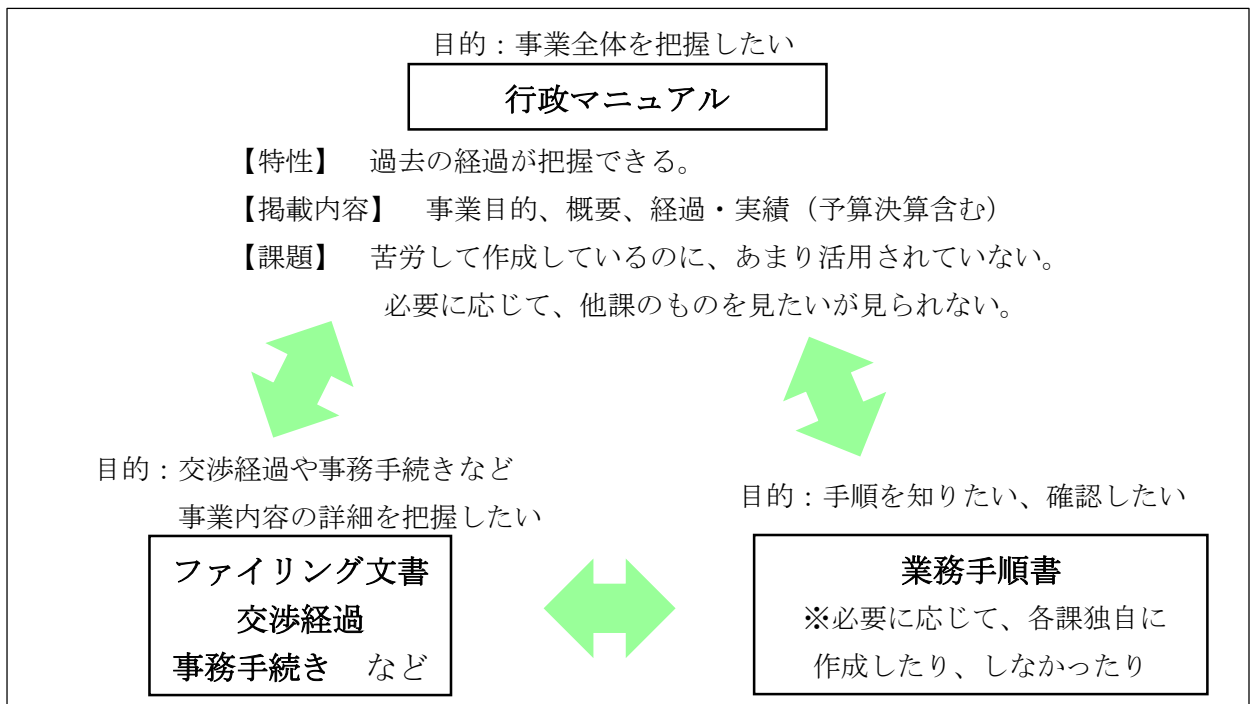 目的：事業全体を把握したい
行政マニュアル
【特性】　過去の経過が把握できる。
【掲載内容】　事業目的、概要、経過・実績（予算決算含む）
【課題】　苦労して作成しているのに、あまり活用されていない。
必要に応じて、他課のものを見たいが見られない。
目的：交渉経過や事務手続きなど
事業内容の詳細を把握したい
ファイリング文書
交渉経過
事務手続き　など
目的：手順を知りたい、確認したい
業務手順書
※必要に応じて、各課独自に
作成したり、しなかったり